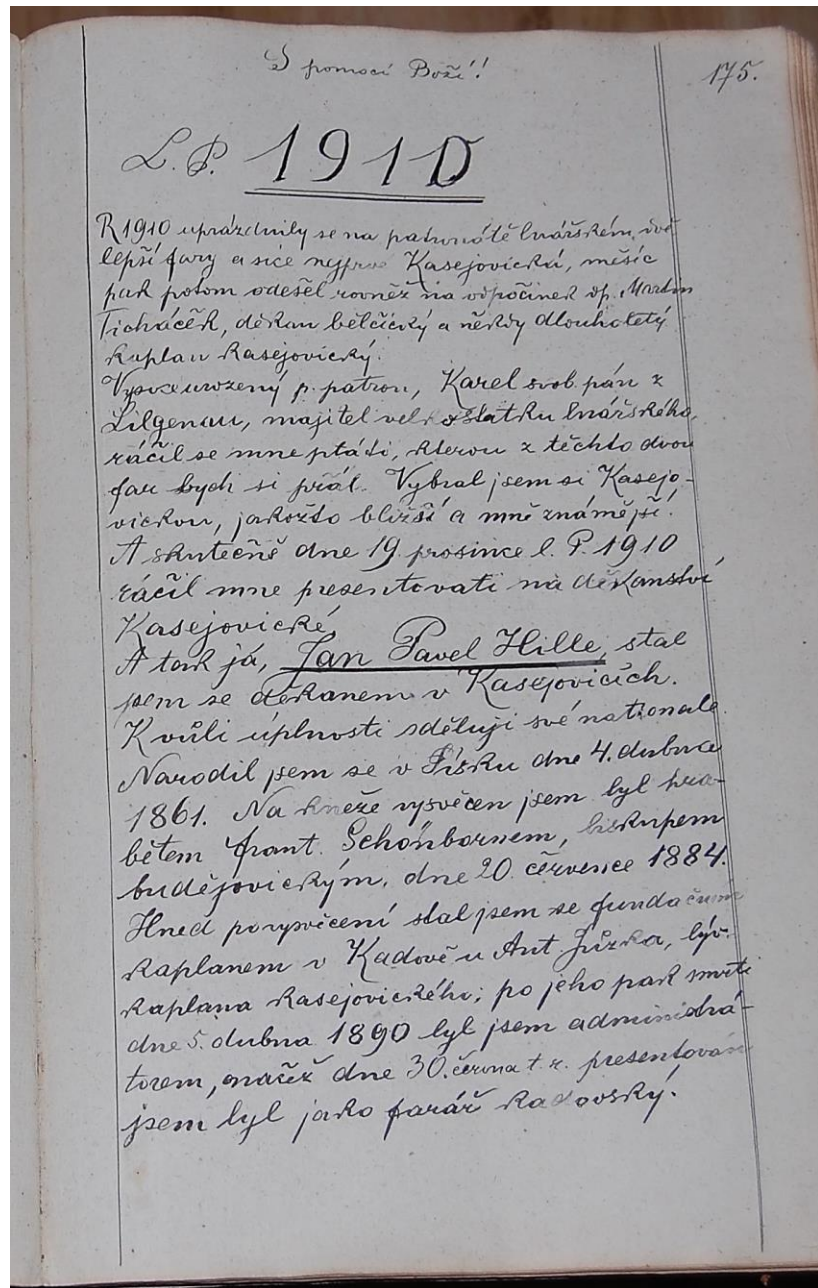 S pomocí Boží!
175.
L. P. 1910
R 1910 uprázdnily se na patronátě lnářském dvě
lepší fary a sice nejprve Kasejovická, měsíc
pak potom odešel rovněž na odpočinek dp. Martin
Ticháček, děkan bělčický a někdy dlouholetý
kaplan kasejovický.
Vysoceurozený p. patron, Karel svob. pán z
Lilgenau, majitel velkostatku lnářského,
ráčil se mne ptáti, kterou z těchto dvou
far bych si přál. Vybral jsem si Kasejo-
vickou, jakožto bližší a mně známější.
A skutečně dne 19. prosince l. P. 1910
ráčil mne presentovati na děkanství
Kasejovické
A tak já, Jan Pavel Hille, stal
jsem se děkanem v Kasejovicích.
K vůli úplnosti sděluji své nationale.
Narodil jsem se v Písku dne 4. dubna
1861. Na kněze vysvěcen jsem byl hra-
bětem Frant. Schönbornem, biskupem
budějovickým, dne 20. července 1884.
Hned po vysvěcení stal jsem se fundačním
kaplanem v Kadově u Ant. Jůzka, býv.
kaplana kasejovického; po jeho pak smrti
dne 5. dubna 1890 byl jsem administrá-
torem, načež dne 30. června t. r. presentován
jsem byl jako farář kadovský.